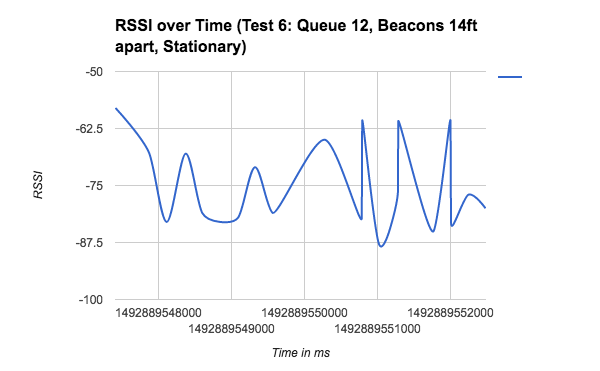 RSSI over Time (Test 6: Queue 12, Beacons 14ft
apart, Stationary)
-50
-62.5
-75
-87.5
-100
RSSI
1492889548000 1492889550000 1492889552000
1492889549000 1492889551000
Time in ms